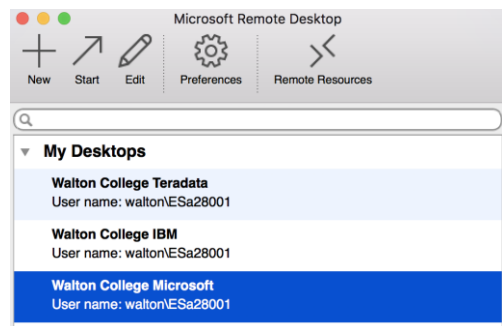 Microsoft Remote Desktop
New Start Edit Preferences Remote Resources
My Desktops
Walton College Teradata
User name: walton\ESa28001
Walton College IBM
User name: walton\ESa28001
Walton College Microsoft
User name: walton\ESa28001